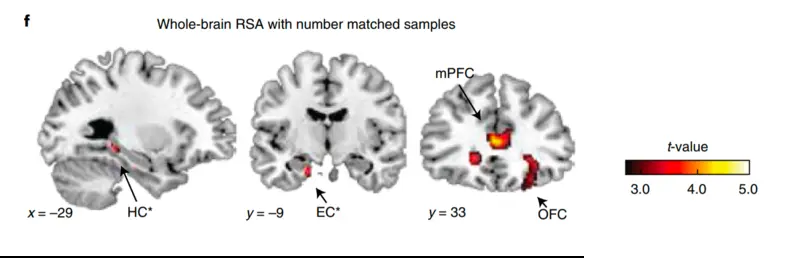 f
Whole-brain RSA with number matched samples
mPFC
t-value
3.0 4.0 5.0
x = –29
HC*
y = –9
EC*
y = 33
OFC